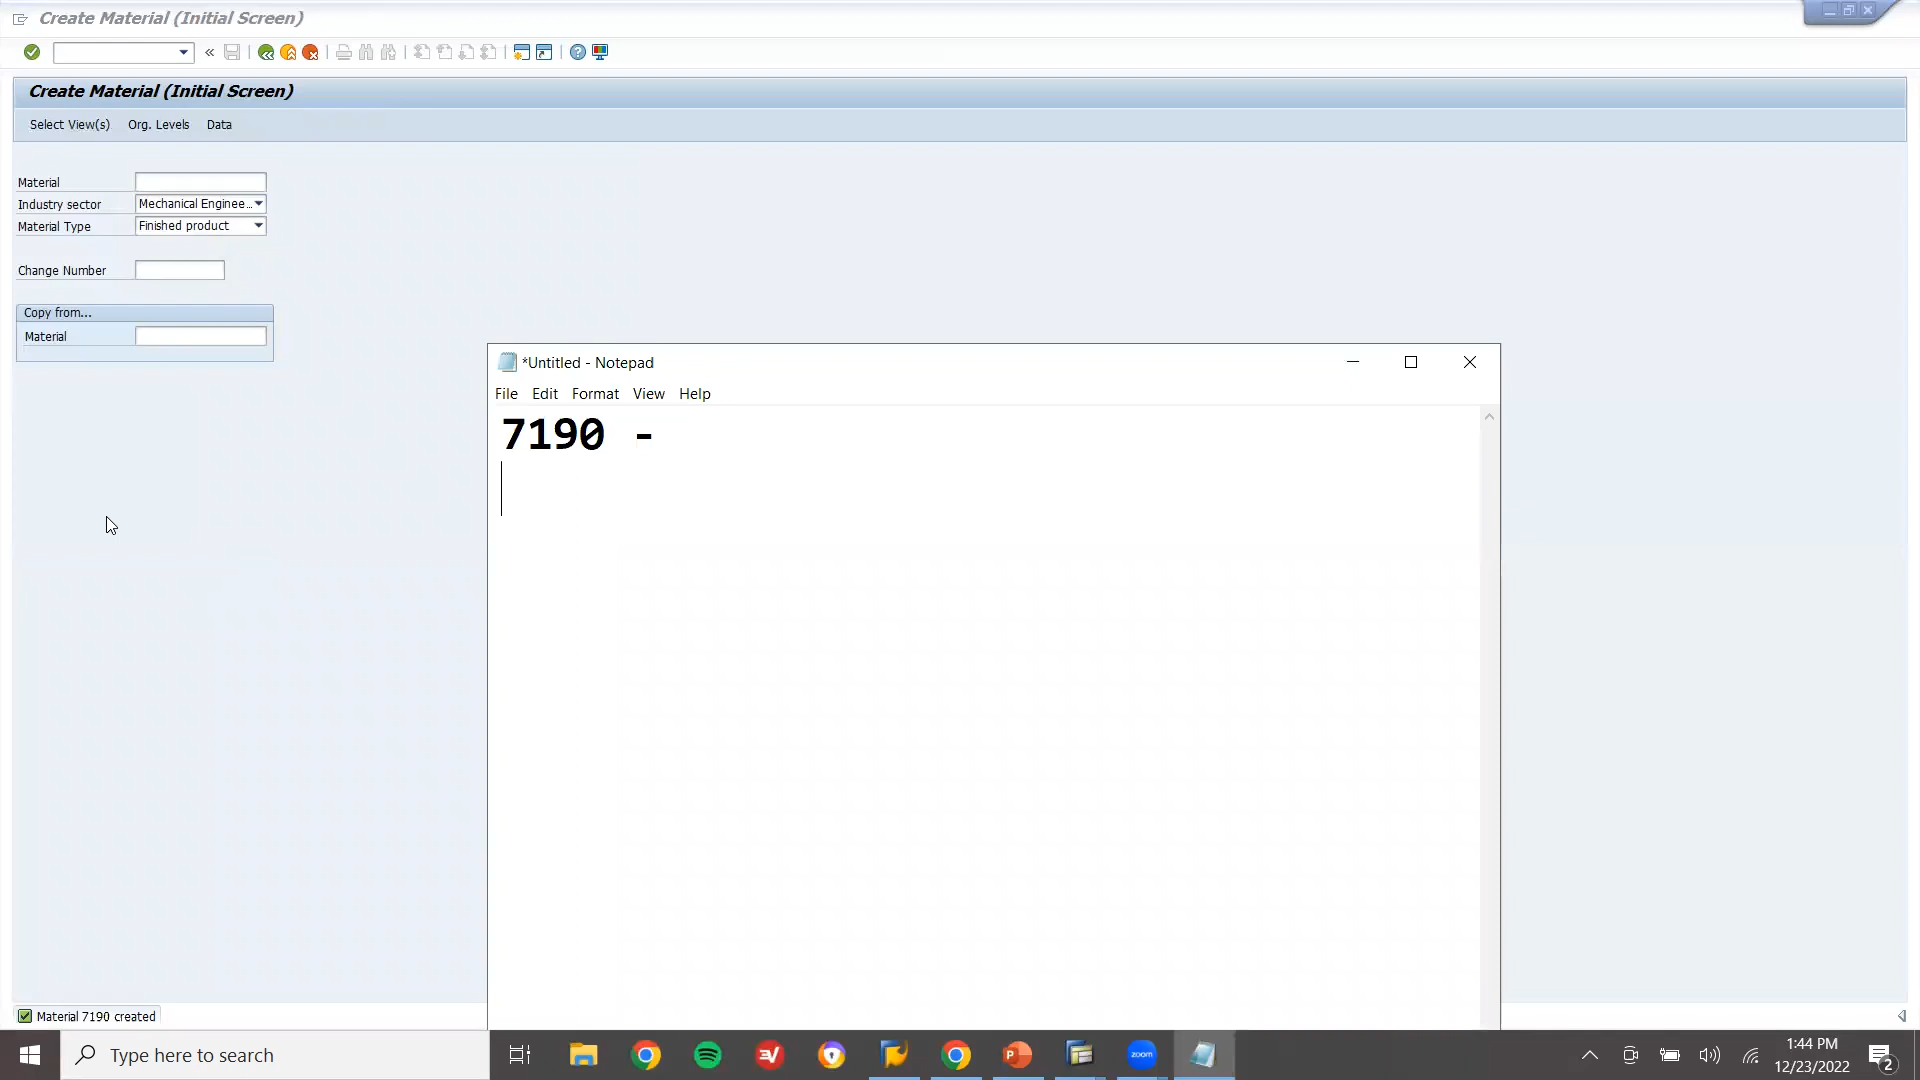 Create Material (Initial Screen)
Create Material (Initial Screen)
Select View(s) Org. Levels Data
Material
Industry sector Mechanical Enginee...
Material Type Finished product
Change Number
Copy from...
Material
*Untitled - Notepad
File Edit Format View Help
7190 -
Material 7190 created
Type here to search
zoom
1:44 PM
12/23/2022
2